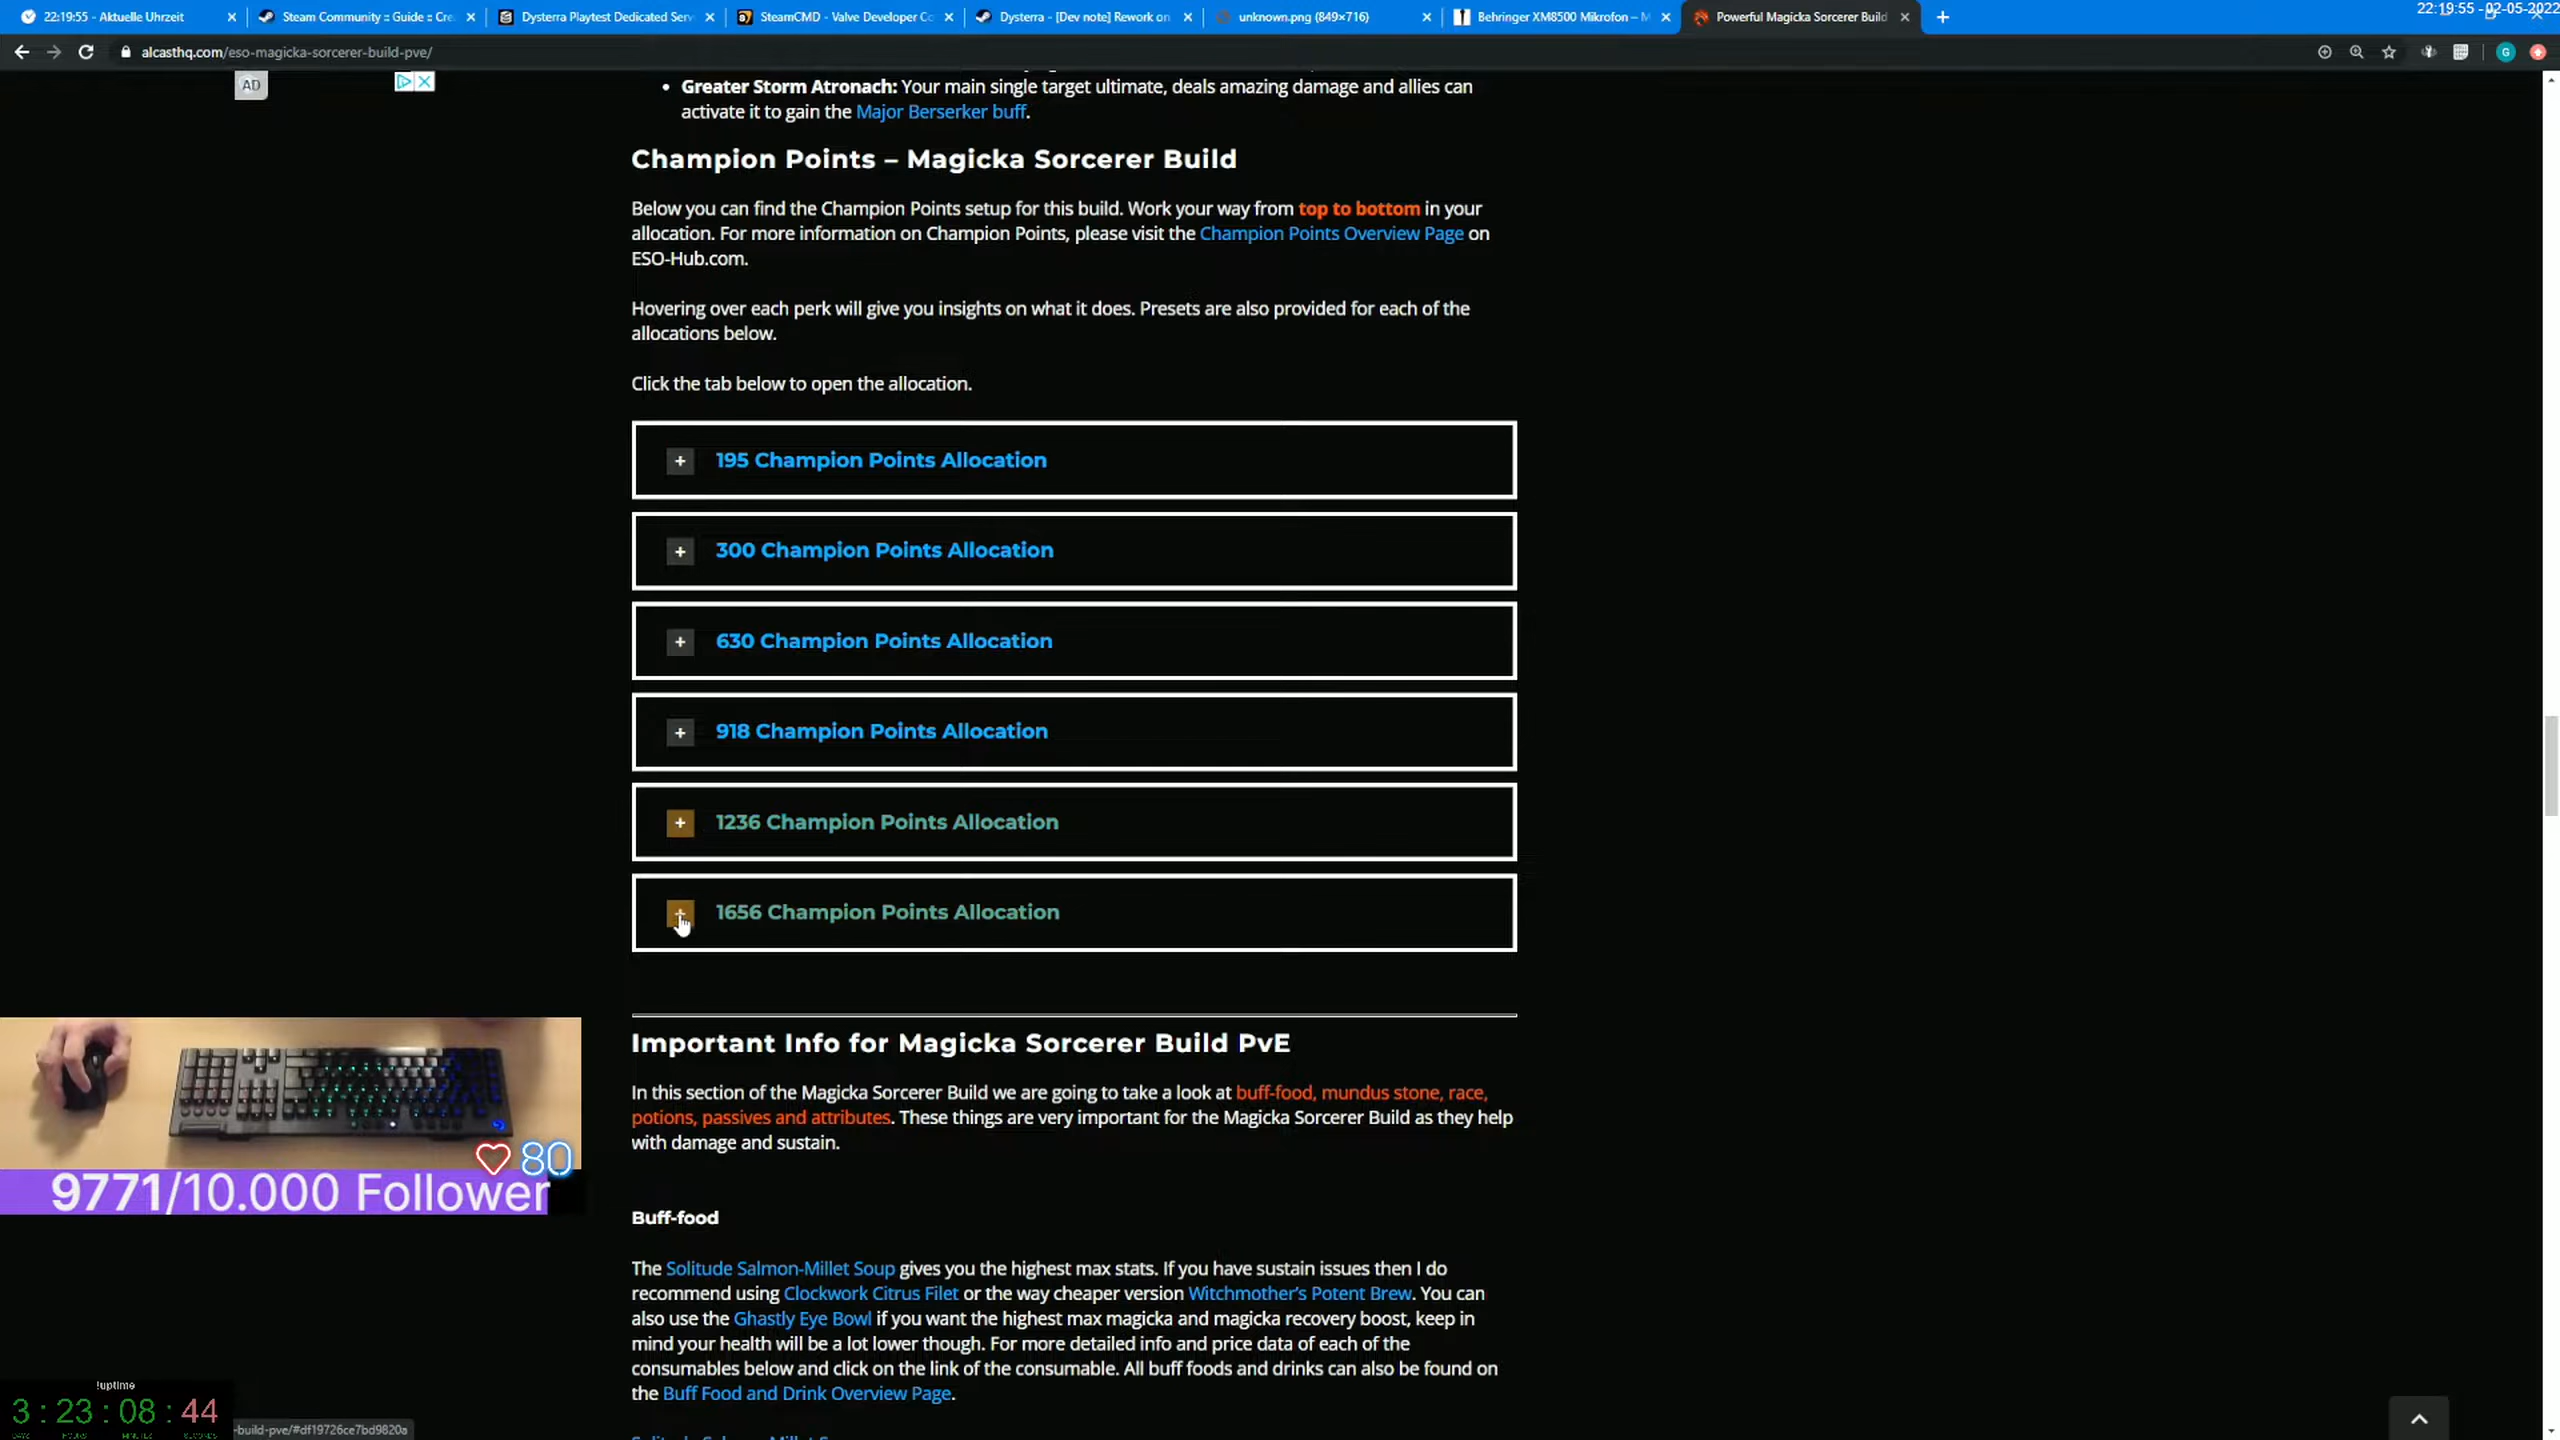 22:19:55 - Aktuelle Uhrzeit
Steam Community :: Guide :: Cre
Dysterra Playtest Dedicated Serv
SteamCMD - Valve Developer Co
Dysterra - [Dev note] Rework on
unknown.png (849×716)
Behringer XM8500 Mikrofon – M
Powerful Magicka Sorcerer Build
22:19:55 - 02-05-2022
alcasthq.com/eso-magicka-sorcerer-build-pve/
AD
Greater Storm Atronach: Your main single target ultimate, deals amazing damage and allies can
activate it to gain the Major Berserker buff.
Champion Points – Magicka Sorcerer Build
Below you can find the Champion Points setup for this build. Work your way from top to bottom in your
allocation. For more information on Champion Points, please visit the Champion Points Overview Page on
ESO-Hub.com.
Hovering over each perk will give you insights on what it does. Presets are also provided for each of the
allocations below.
Click the tab below to open the allocation.
195 Champion Points Allocation
300 Champion Points Allocation
630 Champion Points Allocation
918 Champion Points Allocation
1236 Champion Points Allocation
1656 Champion Points Allocation
Important Info for Magicka Sorcerer Build PvE
In this section of the Magicka Sorcerer Build we are going to take a look at buff-food, mundus stone, race,
potions, passives and attributes. These things are very important for the Magicka Sorcerer Build as they help
with damage and sustain.
Buff-food
The Solitude Salmon-Millet Soup gives you the highest max stats. If you have sustain issues then I do
recommend using Clockwork Citrus Filet or the way cheaper version Witchmother's Potent Brew. You can
also use the Ghastly Eye Bowl if you want the highest max magicka and magicka recovery boost, keep in
mind your health will be a lot lower though. For more detailed info and price data of each of the
consumables below and click on the link of the consumable. All buff foods and drinks can also be found on
the Buff Food and Drink Overview Page.
80
9771/10.000 Follower
!uptime
3 : 23 : 08 : 44
-build-pve/#df19726ce7bd9820a